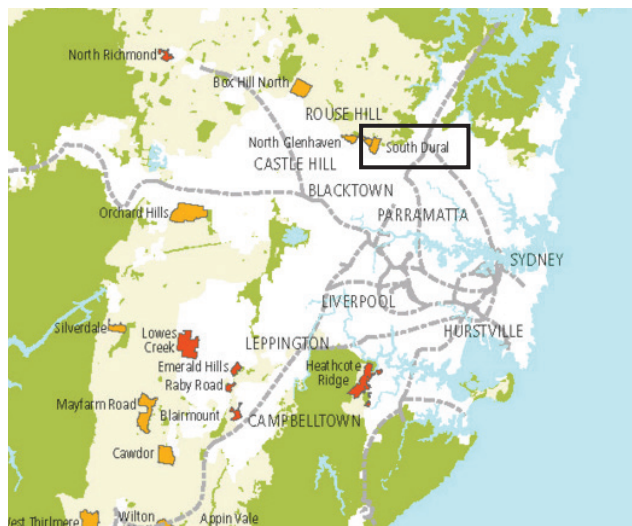 North Richmond
Box Hill North
ROUSE HILL
North Glenhaven
South Dural
CASTLE HILL
BLACKTOWN
Orchard Hills
PARRAMATTA
SYDNEY
LIVERPOOL
Silverdale
Lowes
Creek
LEPPINGTON
HURSTVILLE
Emerald Hills
Heathcote
Ridge
Raby Road
Mayfarm Road
Blairmount
CAMPBELLTOWN
Cawdor
West Thirlmere
Wilton
Appin Vale